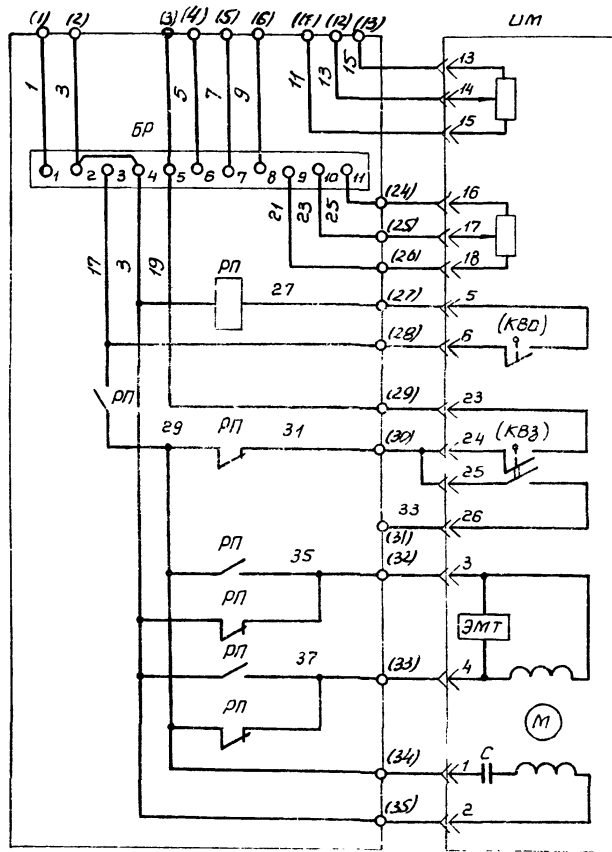 (1) (2) (3) (4) (5) (6) (11) (12) (13) ИМ
1 3 5 7 9 11 13 15 13
14
15
БР
1 2 3 4 5 6 7 8 9 10 11
17 3 19 21 23 25 (24) 16
(25) 17
(26) 18
РП 27 (27) 5
(28) 6 (КВО)
РП
(29) 23
29 РП 31 (30) 24 (КВЗ)
25
33 26
(31)
РП 35 (32) 3
РП ЭМТ
РП 37 (33) 4
РП М
(34) 1 С
(35) 2